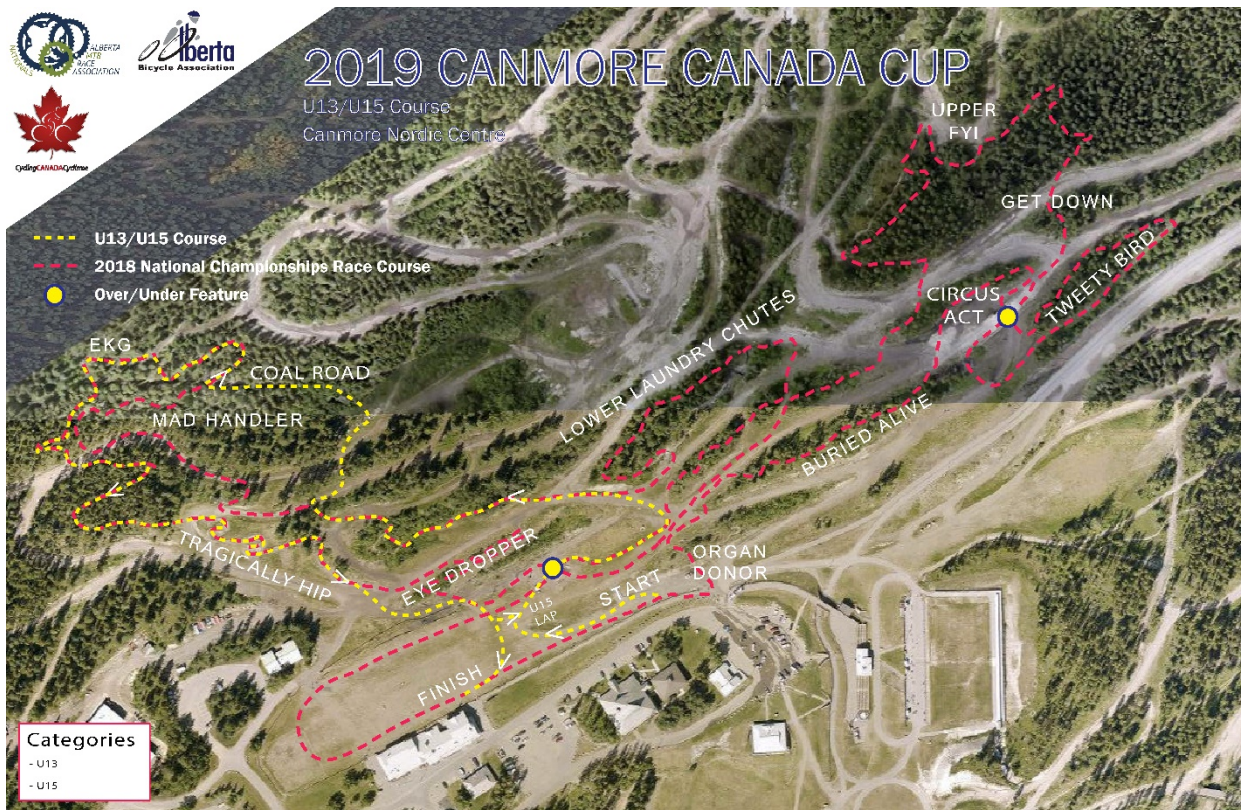 NATIONALS
ALBERTA
MTB
RACE
ASSOCIATION
Alberta
Bicycle Association
CyclingCANADACyclisme
2019 CANMORE CANADA CUP
U13/U15 Course
Canmore Nordic Centre
UPPER
FYI
GET DOWN
U13/U15 Course
2018 National Championships Race Course
Over/Under Feature
CIRCUS
ACT
TWEETY BIRD
LOWER LAUNDRY CHUTES
EKG
COAL ROAD
MAD HANDLER
BURIED ALIVE
TRAGICALLY HIP
EYE DROPPER
ORGAN
DONOR
START
U15
LAP
FINISH
Categories
- U13
- U15